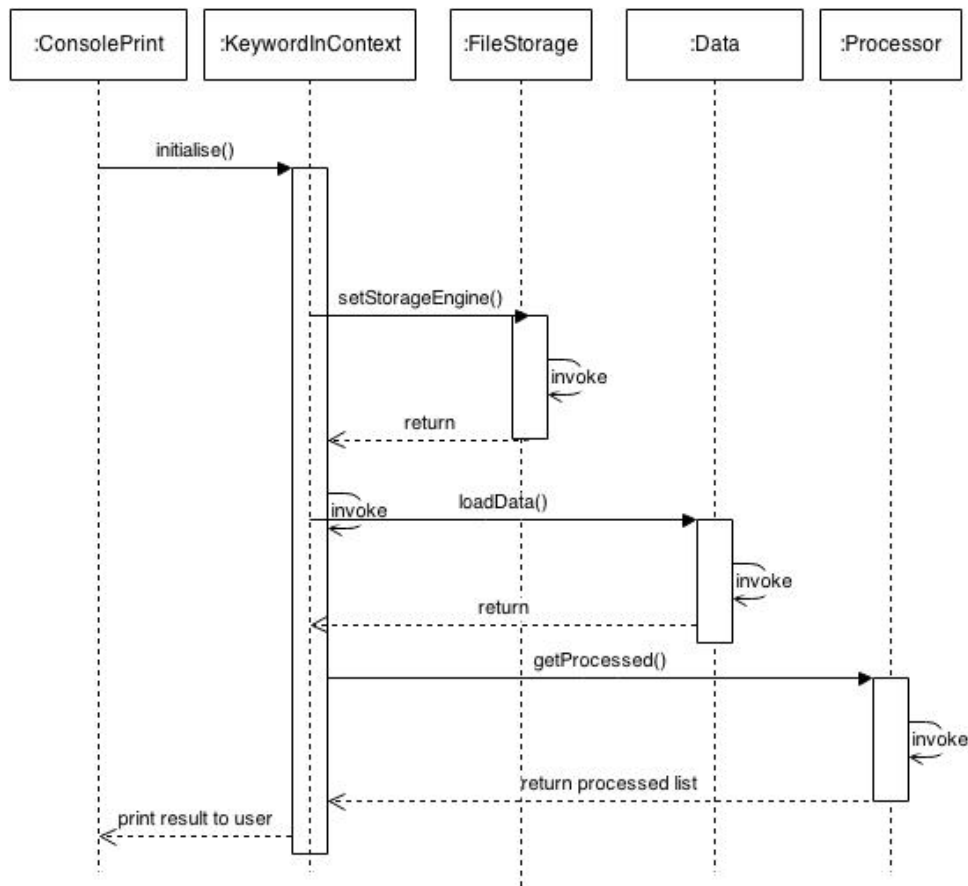 :ConsolePrint
:KeywordInContext
:FileStorage
:Data
:Processor
initialise()
setStorageEngine()
invoke
return
invoke
loadData()
invoke
return
getProcessed()
invoke
return processed list
print result to user